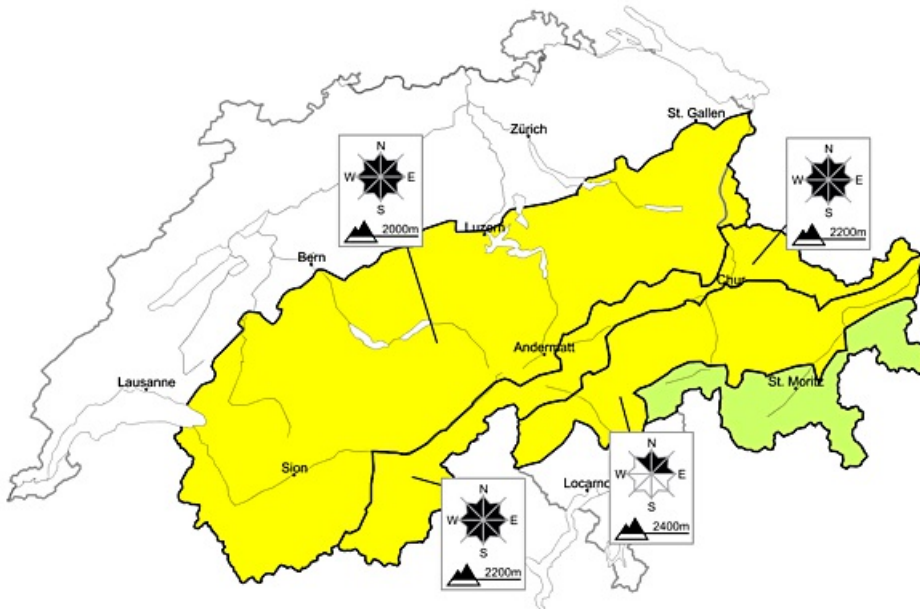 St. Gallen
Zürich
N
W E
S
2000m
N
W E
S
2200m
Luzern
Bern
Chur
Andermatt
Lausanne
St. Moritz
Sion
Locarno
N
W E
S
2400m
N
W E
S
2200m